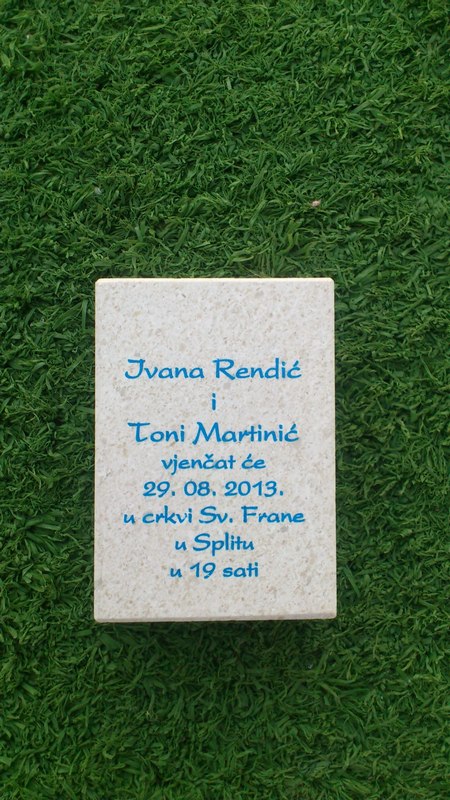 Ivana Rendić
i
Toni Martinić
vjenčat će
29. 08. 2013.
u crkvi Sv. Frane
u Splitu
u 19 sati